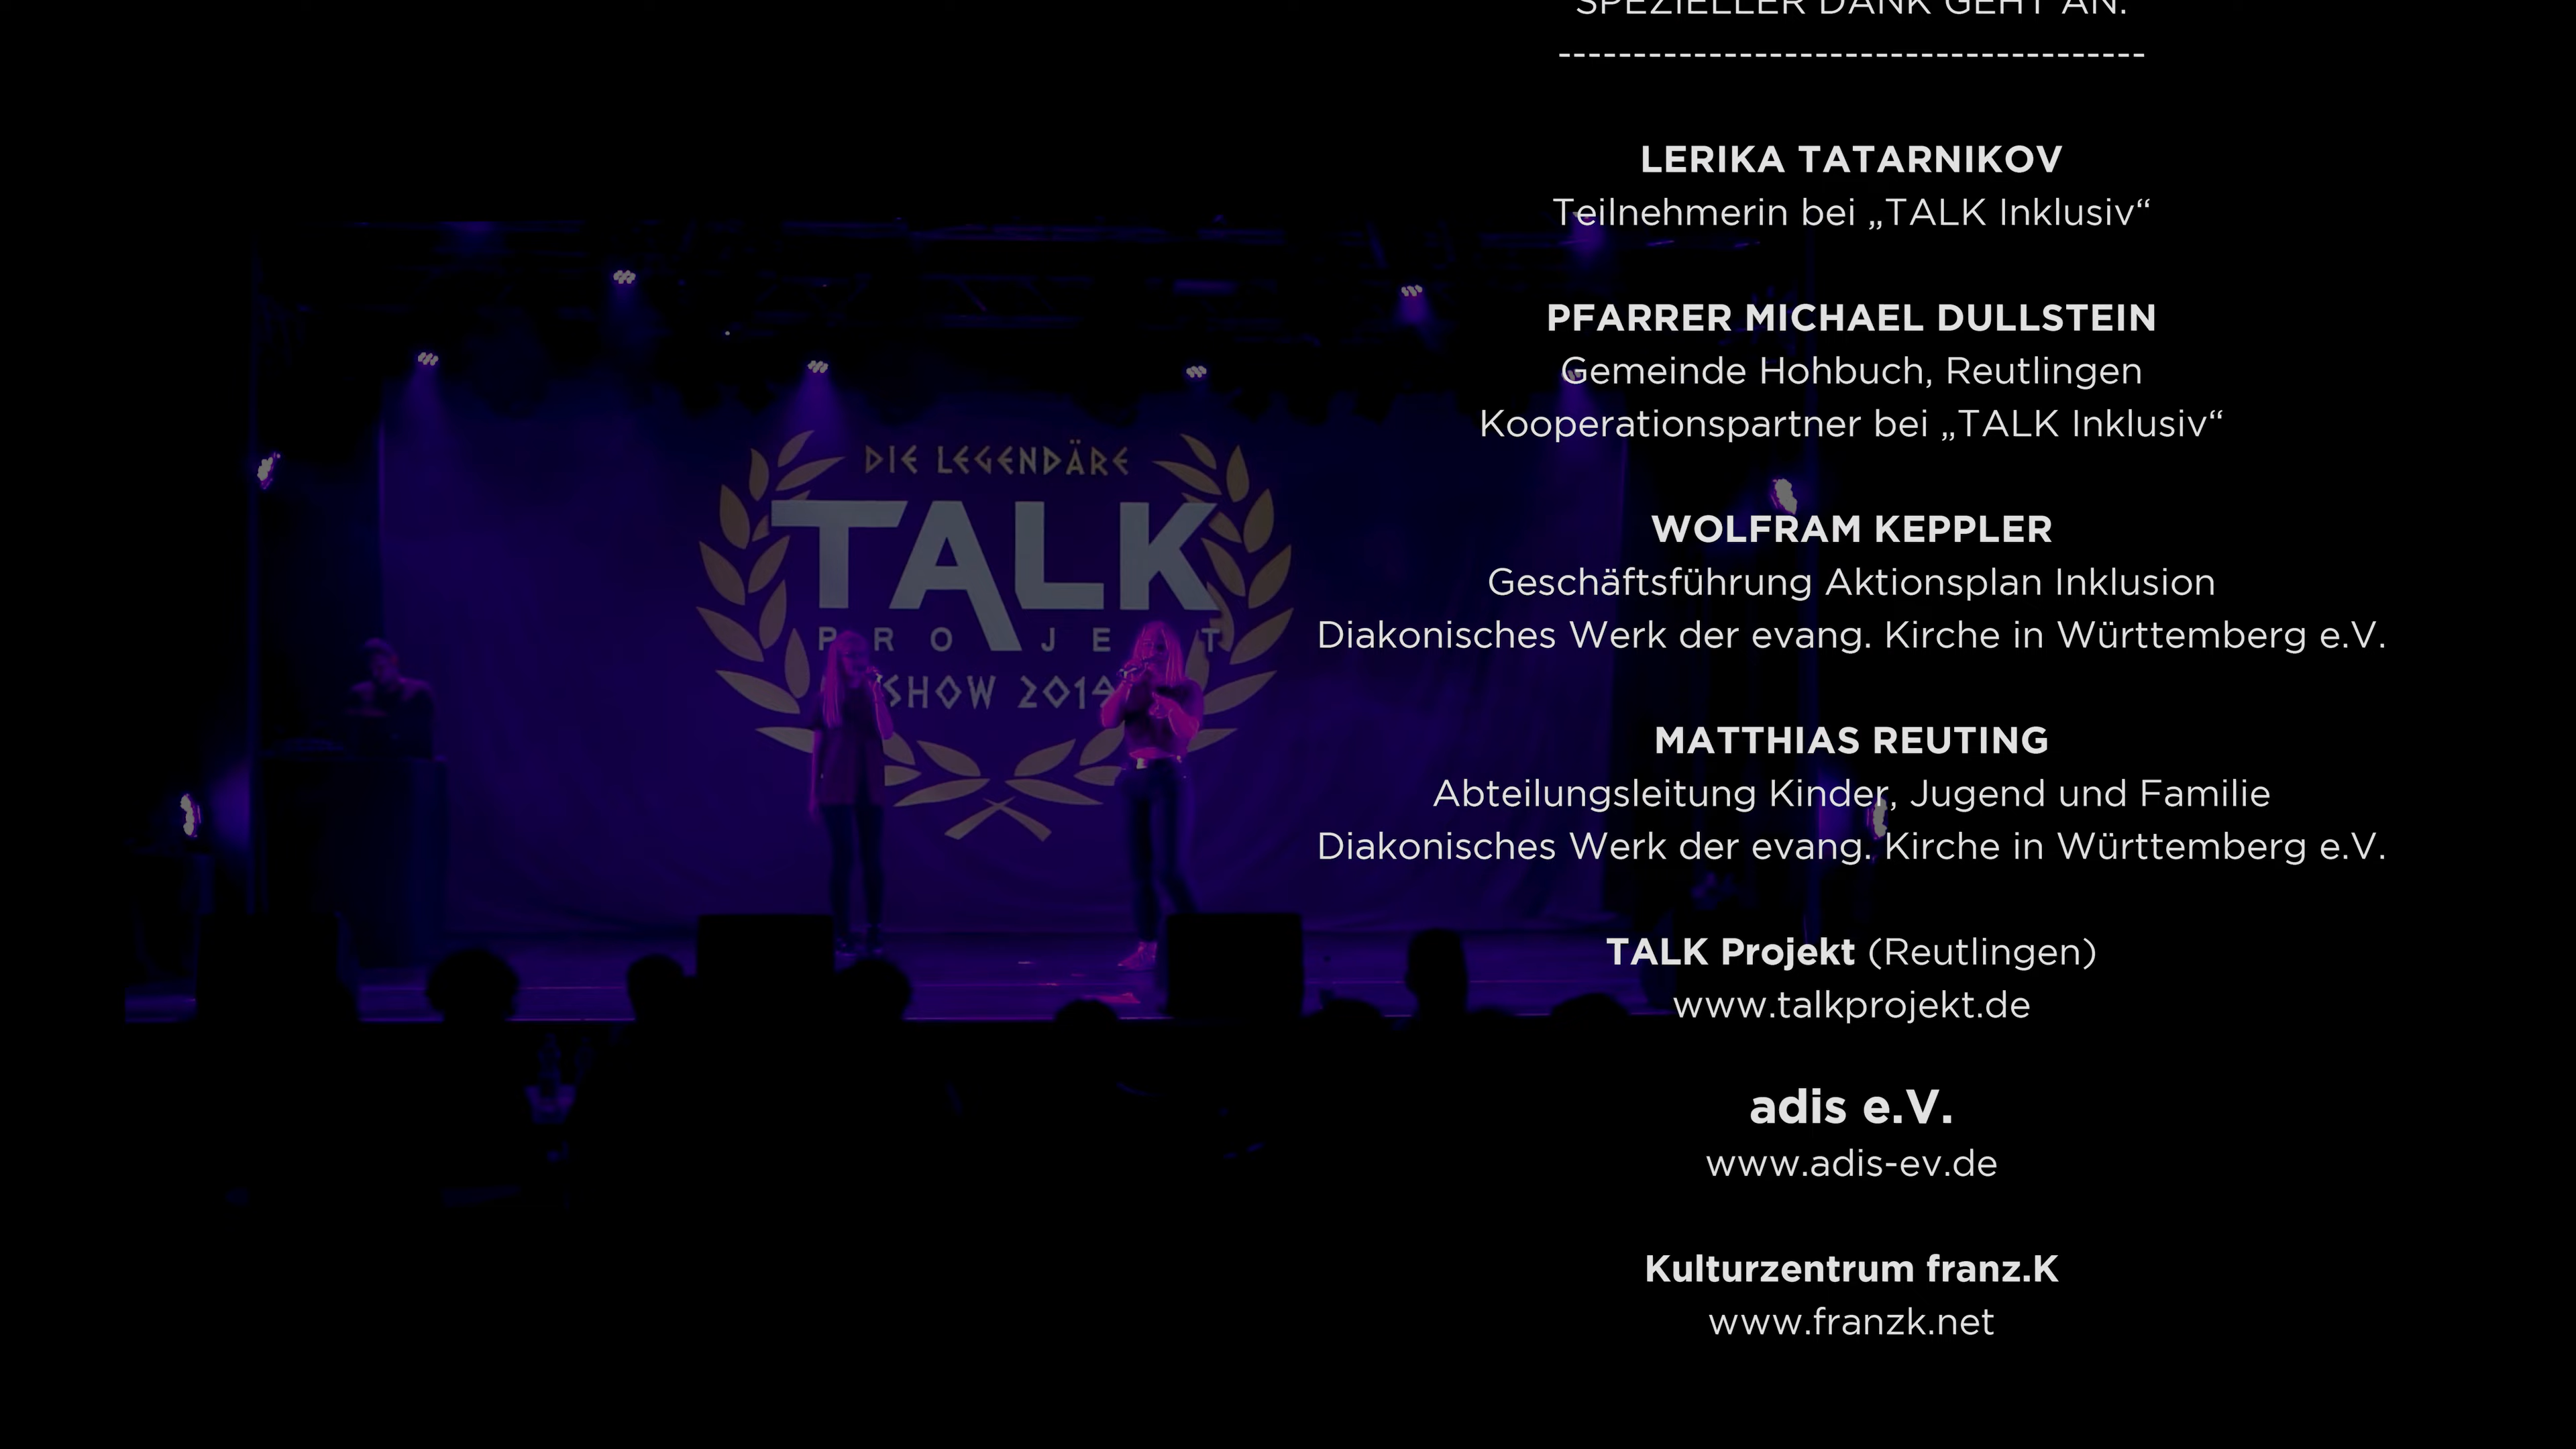 SPEZIELLER DANK GEHT AN:
---------------------------------------
LERIKA TATARNIKOV
Teilnehmerin bei „TALK Inklusiv“
PFARRER MICHAEL DULLSTEIN
Gemeinde Hohbuch, Reutlingen
Kooperationspartner bei „TALK Inklusiv“
WOLFRAM KEPPLER
Geschäftsführung Aktionsplan Inklusion
Diakonisches Werk der evang. Kirche in Württemberg e.V.
MATTHIAS REUTING
Abteilungsleitung Kinder, Jugend und Familie
Diakonisches Werk der evang. Kirche in Württemberg e.V.
TALK Projekt (Reutlingen)
www.talkprojekt.de
adis e.V.
www.adis-ev.de
Kulturzentrum franz.K
www.franzk.net
DIE LEGENDÄRE
TALK
PROJE T
SHOW 2019